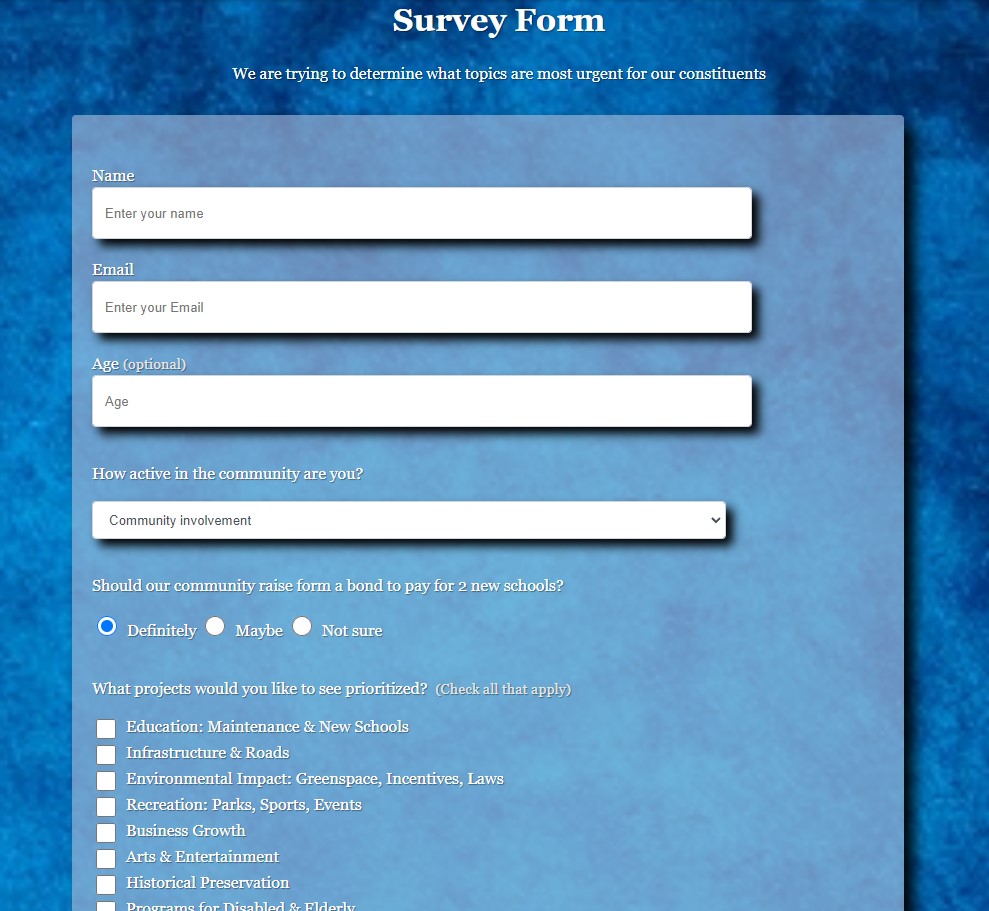 Survey Form
We are trying to determine what topics are most urgent for our constituents
Name
Enter your name
Email
Enter your Email
Age (optional)
Age
How active in the community are you?
Community involvement
Should our community raise form a bond to pay for 2 new schools?
Definitely Maybe Not sure
What projects would you like to see prioritized? (Check all that apply)
Education: Maintenance & New Schools
Infrastructure & Roads
Environmental Impact: Greenspace, Incentives, Laws
Recreation: Parks, Sports, Events
Business Growth
Arts & Entertainment
Historical Preservation
Programs for Disabled & Elderly